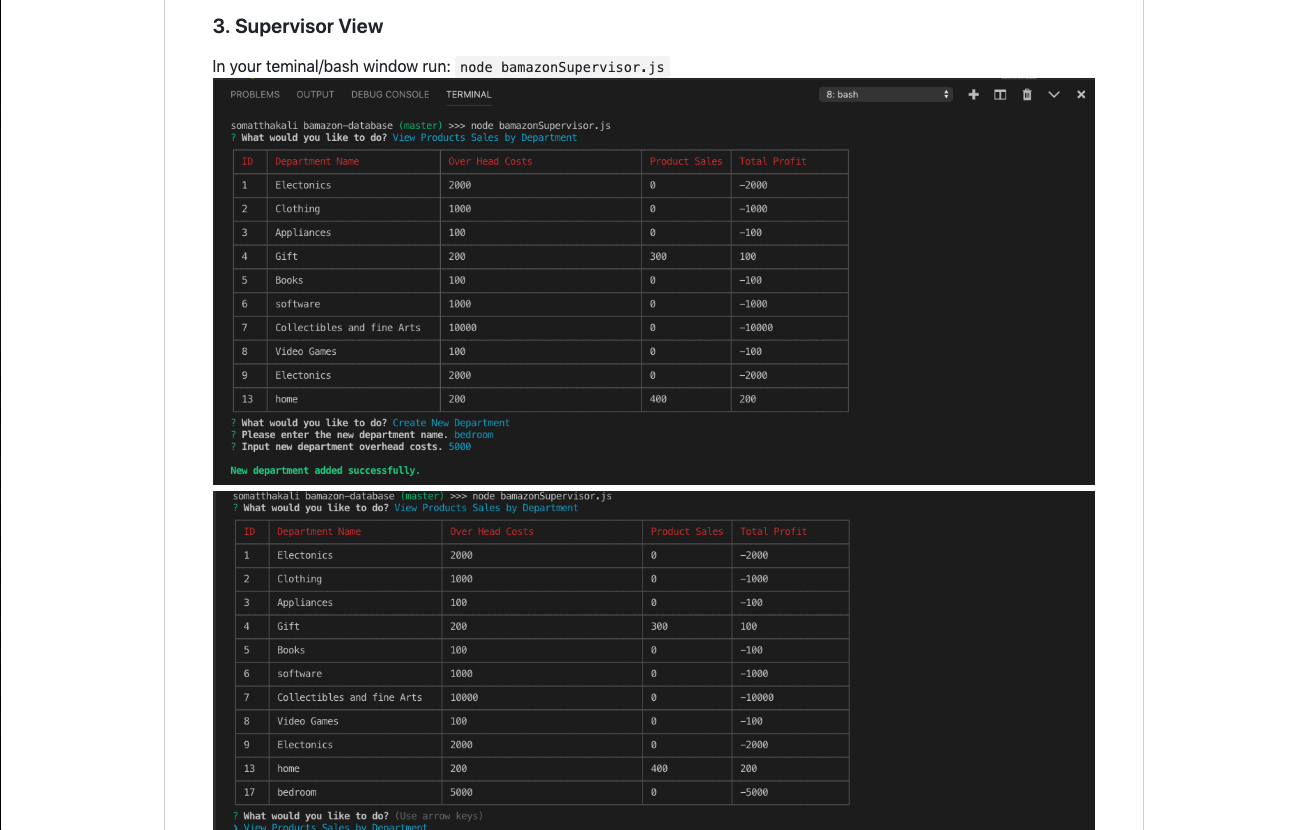 3. Supervisor View
In your teminal/bash window run: node bamazonSupervisor.js
PROBLEMS OUTPUT DEBUG CONSOLE TERMINAL 8: bash
somatthakali bamazon-database (master) >>> node bamazonSupervisor.js
? What would you like to do? View Products Sales by Department
ID Department Name Over Head Costs Product Sales Total Profit
1 Electonics 2000 0 -2000
2 Clothing 1000 0 -1000
3 Appliances 100 0 -100
4 Gift 200 300 100
5 Books 100 0 -100
6 software 1000 0 -1000
7 Collectibles and fine Arts 10000 0 -10000
8 Video Games 100 0 -100
9 Electonics 2000 0 -2000
13 home 200 400 200
? What would you like to do? Create New Department
? Please enter the new department name. bedroom
? Input new department overhead costs. 5000
New department added successfully.
somatthakali bamazon-database (master) >>> node bamazonSupervisor.js
? What would you like to do? View Products Sales by Department
ID Department Name Over Head Costs Product Sales Total Profit
1 Electonics 2000 0 -2000
2 Clothing 1000 0 -1000
3 Appliances 100 0 -100
4 Gift 200 300 100
5 Books 100 0 -100
6 software 1000 0 -1000
7 Collectibles and fine Arts 10000 0 -10000
8 Video Games 100 0 -100
9 Electonics 2000 0 -2000
13 home 200 400 200
17 bedroom 5000 0 -5000
? What would you like to do? (Use arrow keys)
❯ View Products Sales by Department